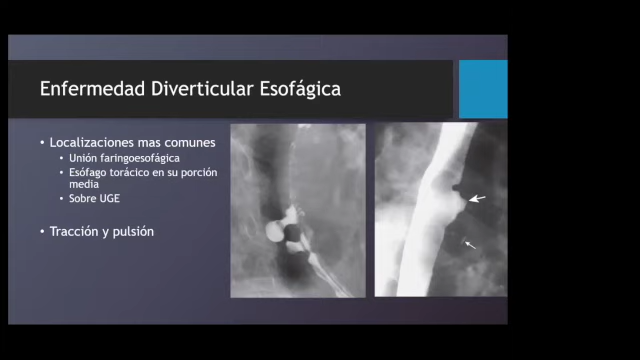 Enfermedad Diverticular Esofágica
• Localizaciones mas comunes
• Unión faringoesofágica
• Esófago torácico en su porción
media
• Sobre UGE
• Tracción y pulsión